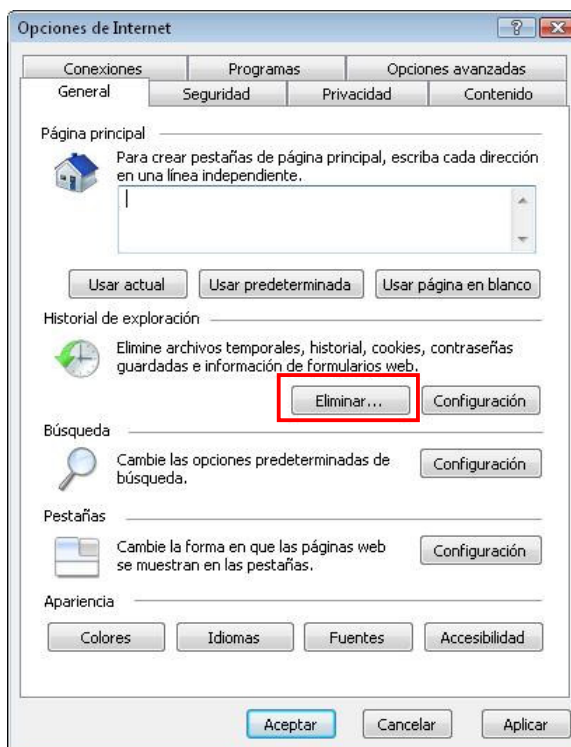 Opciones de Internet
Conexiones Programas Opciones avanzadas
General Seguridad Privacidad Contenido
Página principal
Para crear pestañas de página principal, escriba cada dirección
en una línea independiente.
Usar actual Usar predeterminada Usar página en blanco
Historial de exploración
Elimine archivos temporales, historial, cookies, contraseñas
guardadas e información de formularios web.
Eliminar... Configuración
Búsqueda
Cambie las opciones predeterminadas de
búsqueda.
Configuración
Pestañas
Cambie la forma en que las páginas web
se muestran en las pestañas.
Configuración
Apariencia
Colores Idiomas Fuentes Accesibilidad
Aceptar Cancelar Aplicar